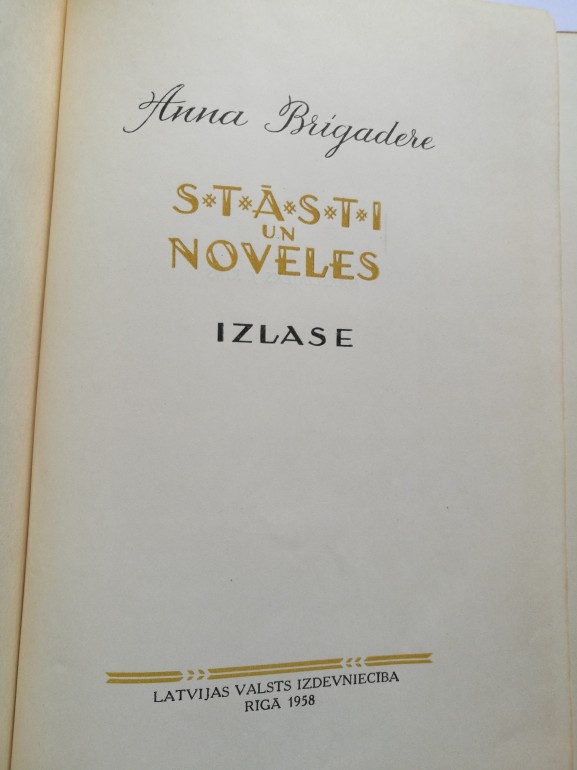 Anna Brigadere
S*T*Ā*S*T*I
UN
NOVELES
IZLASE
LATVIJAS VALSTS IZDEVNIECĪBA
RĪGĀ 1958